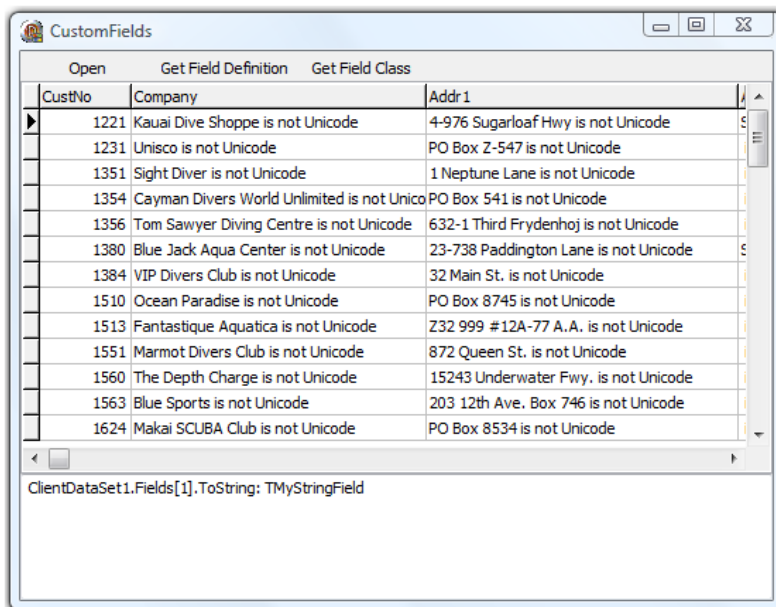 CustomFields
Open Get Field Definition Get Field Class
CustNo Company Addr1
1221 Kauai Dive Shoppe is not Unicode 4-976 Sugarloaf Hwy is not Unicode
1231 Unisco is not Unicode PO Box Z-547 is not Unicode
1351 Sight Diver is not Unicode 1 Neptune Lane is not Unicode
1354 Cayman Divers World Unlimited is not Unico PO Box 541 is not Unicode
1356 Tom Sawyer Diving Centre is not Unicode 632-1 Third Frydenhoj is not Unicode
1380 Blue Jack Aqua Center is not Unicode 23-738 Paddington Lane is not Unicode
1384 VIP Divers Club is not Unicode 32 Main St. is not Unicode
1510 Ocean Paradise is not Unicode PO Box 8745 is not Unicode
1513 Fantastique Aquatica is not Unicode Z32 999 #12A-77 A.A. is not Unicode
1551 Marmot Divers Club is not Unicode 872 Queen St. is not Unicode
1560 The Depth Charge is not Unicode 15243 Underwater Fwy. is not Unicode
1563 Blue Sports is not Unicode 203 12th Ave. Box 746 is not Unicode
1624 Makai SCUBA Club is not Unicode PO Box 8534 is not Unicode
ClientDataSet1.Fields[1].ToString: TMyStringField